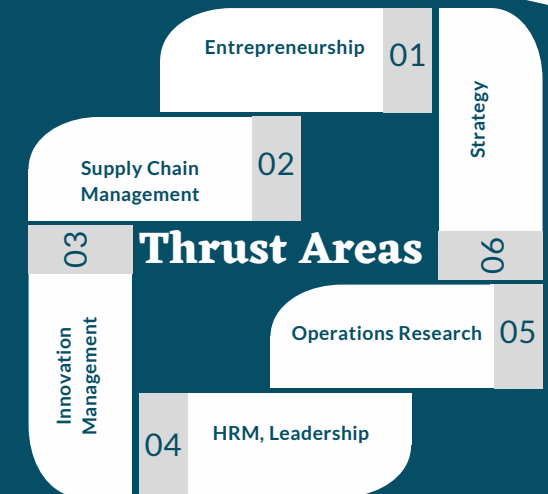 Entrepreneurship
01
Supply Chain
Management
02
03
Innovation
Management
Thrust Areas
HRM, Leadership
04
Operations Research
05
Strategy
06